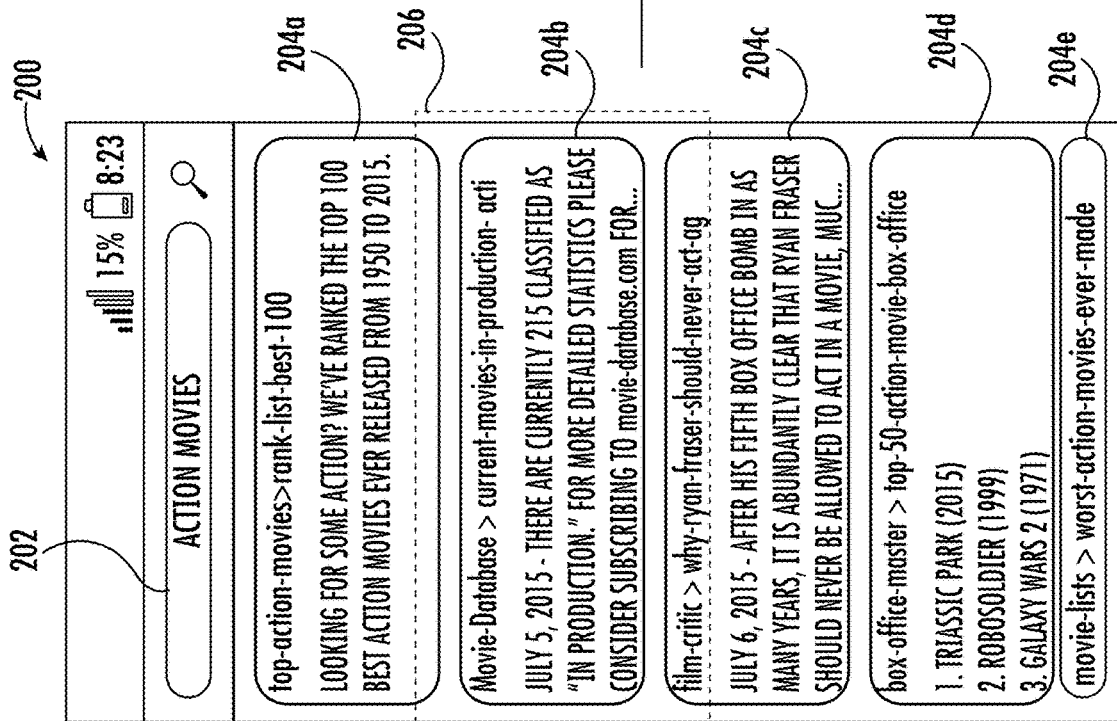 200
15% 8:23
202
ACTION MOVIES
204a
top-action-movies>rank-list-best-100
LOOKING FOR SOME ACTION? WE'VE RANKED THE TOP 100
BEST ACTION MOVIES EVER RELEASED FROM 1950 TO 2015.
206
204b
Movie-Database > current-movies-in-production- acti
JULY 5, 2015 - THERE ARE CURRENTLY 215 CLASSIFIED AS
"IN PRODUCTION." FOR MORE DETAILED STATISTICS PLEASE
CONSIDER SUBSCRIBING TO movie-database.com FOR...
204c
film-critic > why-ryan-fraser-should-never-act-ag
JULY 6, 2015 - AFTER HIS FIFTH BOX OFFICE BOMB IN AS
MANY YEARS, IT IS ABUNDANTLY CLEAR THAT RYAN FRASER
SHOULD NEVER BE ALLOWED TO ACT IN A MOVIE, MUC...
204d
box-office-master > top-50-action-movie-box-office
1. TRIASSIC PARK (2015)
2. ROBOSOLDIER (1999)
3. GALAXY WARS 2 (1971)
204e
movie-lists > worst-action-movies-ever-made